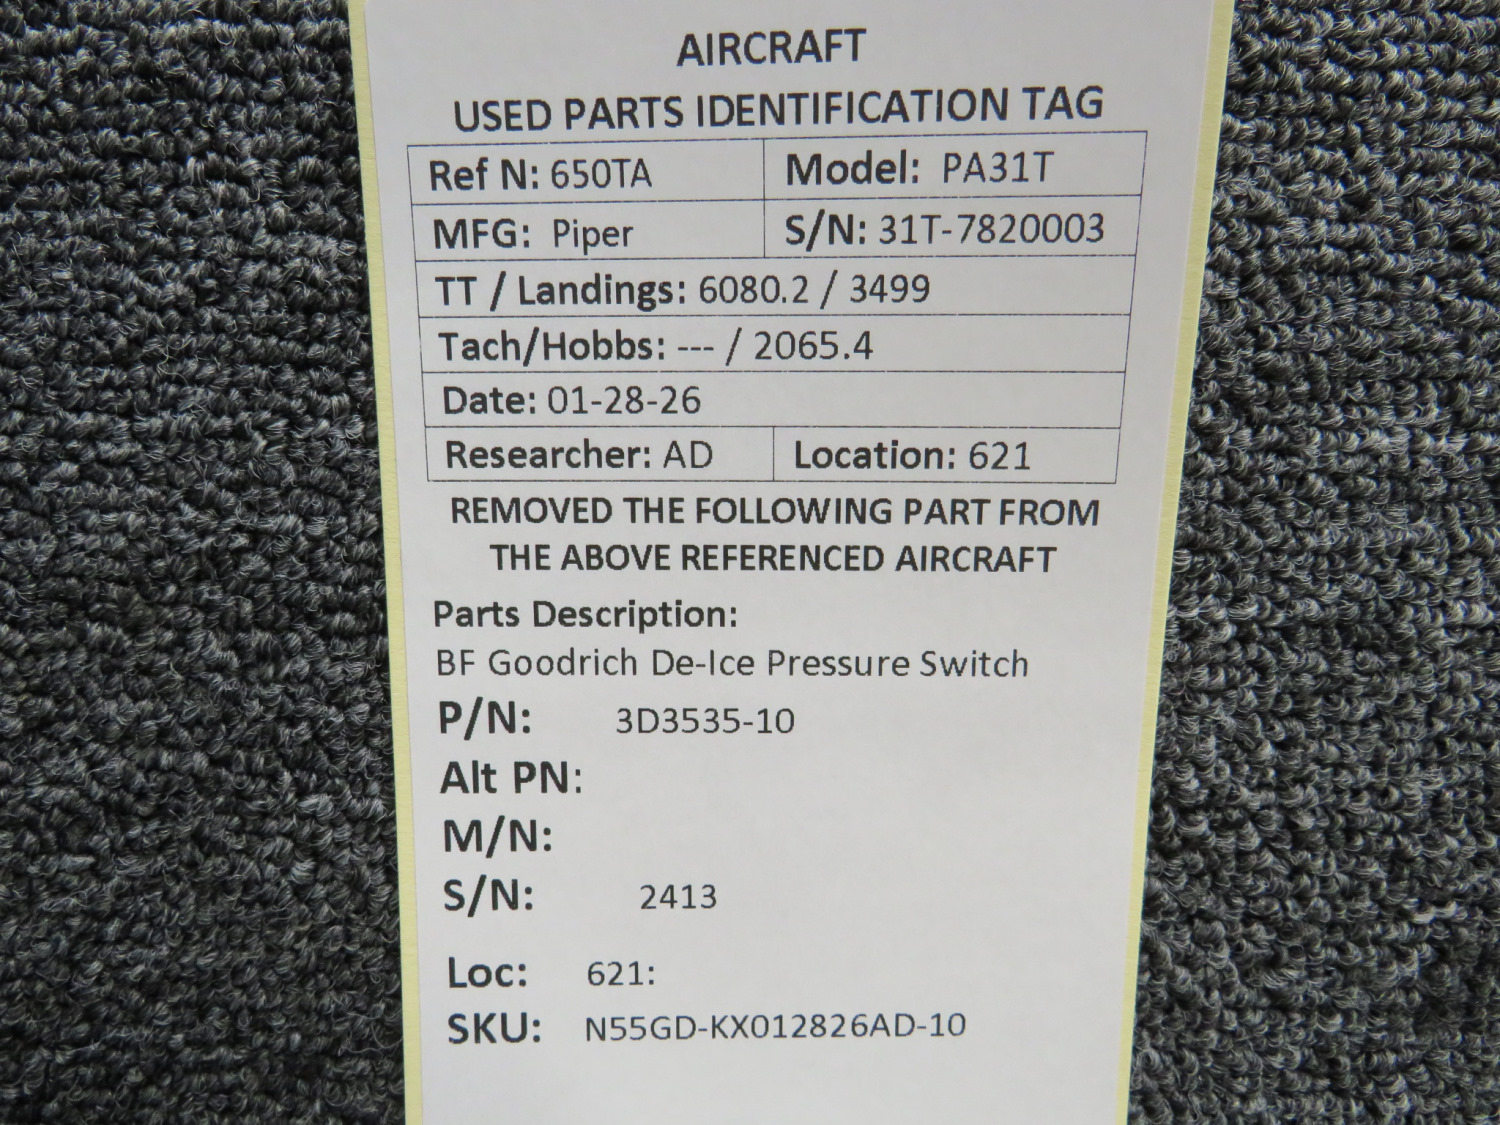 AIRCRAFT
USED PARTS IDENTIFICATION TAG
Ref N: 650TA Model: PA31T
MFG: Piper S/N: 31T-7820003
TT / Landings: 6080.2 / 3499
Tach/Hobbs: --- / 2065.4
Date: 01-28-26
Researcher: AD Location: 621
REMOVED THE FOLLOWING PART FROM
THE ABOVE REFERENCED AIRCRAFT
Parts Description:
BF Goodrich De-Ice Pressure Switch
P/N: 3D3535-10
Alt PN:
M/N:
S/N: 2413
Loc: 621:
SKU: N55GD-KX012826AD-10